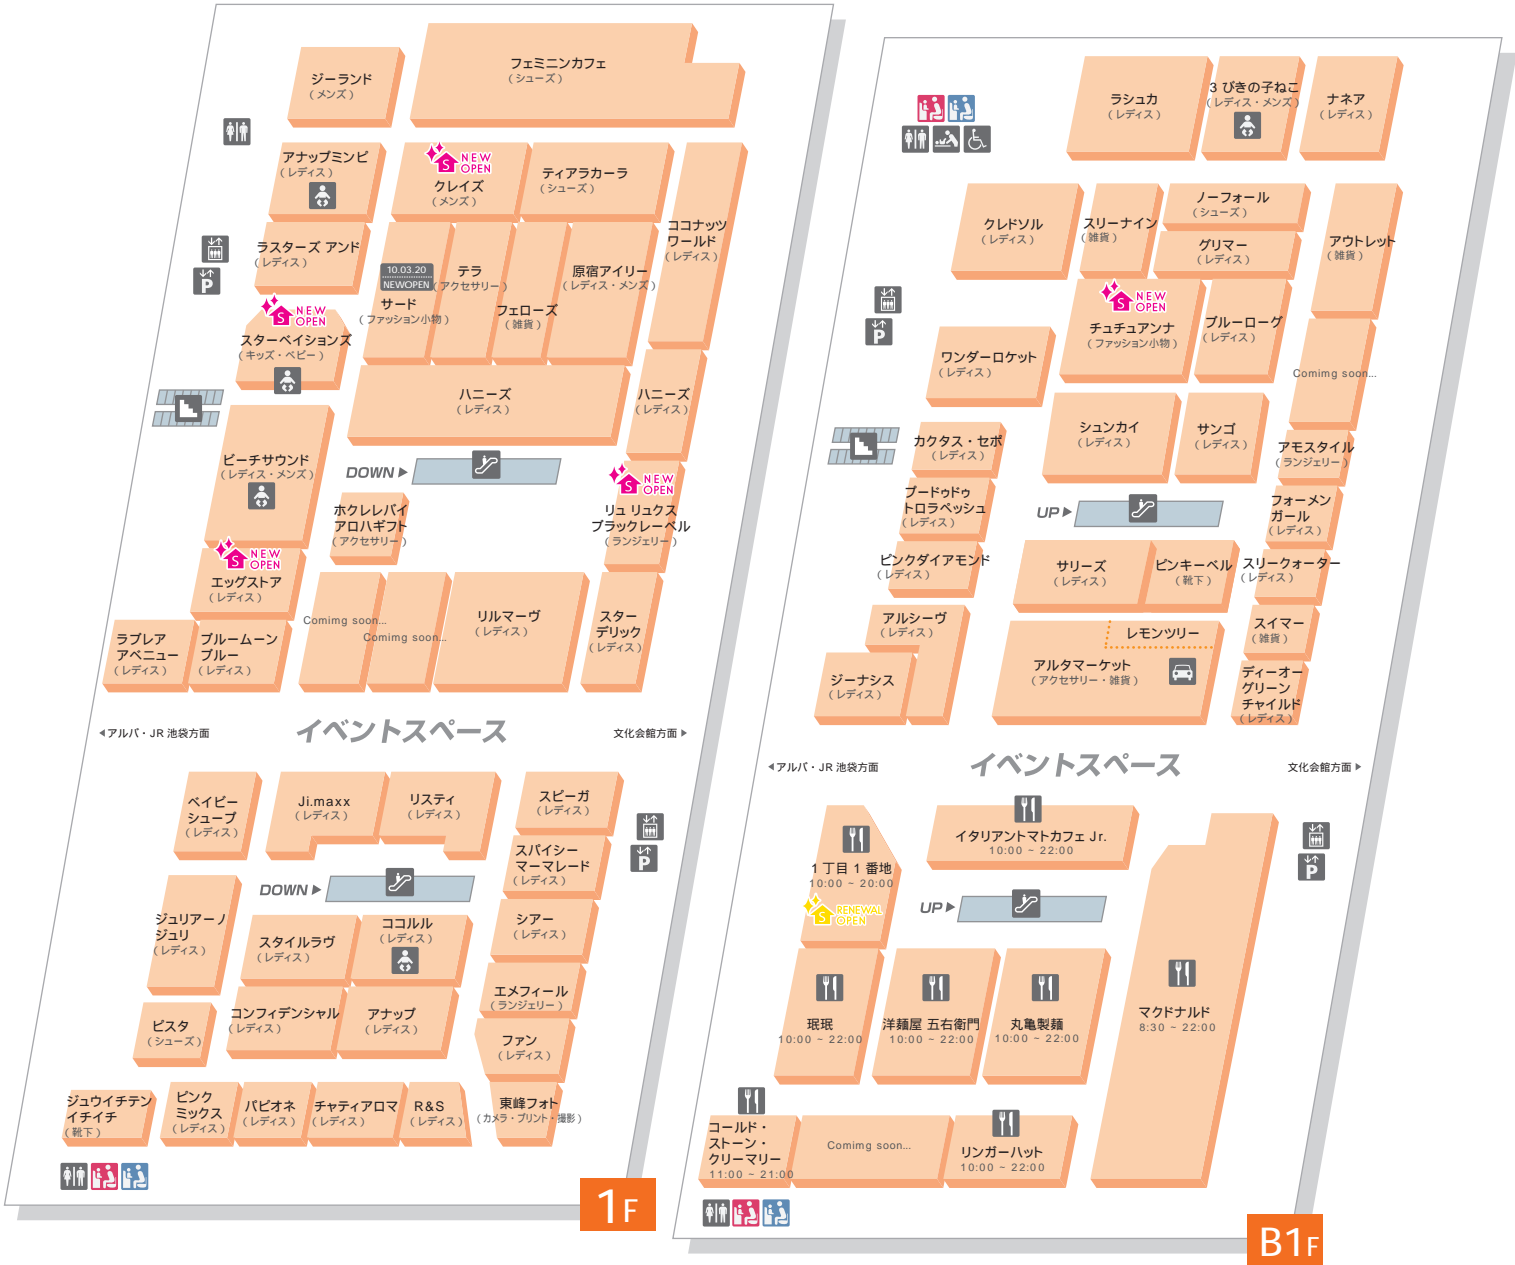 ジーランド
(メンズ)
フェミニンカフェ
(シューズ)
アナップミンピ
(レディス)
NEW
OPEN
クレイズ
(メンズ)
ティアラカーラ
(シューズ)
ココナッツ
ワールド
(レディス)
ラスターズ アンド
(レディス)
10.03.20
NEWOPEN
サード
(ファッション小物)
テラ
(アクセサリー)
フェローズ
(雑貨)
原宿アイリー
(レディス・メンズ)
NEW
OPEN
スターベイションズ
(キッズ・ベビー)
ハニーズ
(レディス)
ハニーズ
(レディス)
ビーチサウンド
(レディス・メンズ)
DOWN
ホクレレバイ
アロハギフト
(アクセサリー)
NEW
OPEN
リュ リュクス
ブラックレーベル
(ランジェリー)
NEW
OPEN
エッグストア
(レディス)
ラブレア
アベニュー
(レディス)
ブルームーン
ブルー
(レディス)
Comimg soon...
Comimg soon...
リルマーヴ
(レディス)
スター
デリック
(レディス)
アルパ・JR 池袋方面
イベントスペース
文化会館方面
ベイビー
シューブ
(レディス)
Ji.maxx
(レディス)
リスティ
(レディス)
スピーガ
(レディス)
スパイシー
マーマレード
(レディス)
DOWN
ジュリアーノ
ジュリ
(レディス)
スタイルラヴ
(レディス)
ココルル
(レディス)
シアー
(レディス)
エメフィール
(ランジェリー)
ピスタ
(シューズ)
コンフィデンシャル
(レディス)
アナップ
(レディス)
ファン
(レディス)
ジュウイチテン
イチイチ
(靴下)
ピンク
ミックス
(レディス)
パピオネ
(レディス)
チャティアロマ
(レディス)
R&S
(レディス)
東峰フォト
(カメラ・プリント・撮影)
1F
ラシュカ
(レディス)
3 びきの子ねこ
(レディス・メンズ)
ナネア
(レディス)
クレドソル
(レディス)
スリーナイン
(雑貨)
ノーフォール
(シューズ)
グリマー
(レディス)
アウトレット
(雑貨)
P
NEW
OPEN
チュチュアンナ
(ファッション小物)
ブルーローグ
(レディス)
ワンダーロケット
(レディス)
Comimg soon...
カクタス・セポ
(レディス)
シュンカイ
(レディス)
サンゴ
(レディス)
アモスタイル
(ランジェリー)
プードゥドゥ
トロラペッシュ
(レディス)
UP
フォーメン
ガール
(レディス)
ピンクダイアモンド
(レディス)
サリーズ
(レディス)
ピンキーベル
(靴下)
スリークォーター
(レディス)
アルシーヴ
(レディス)
レモンツリー
アルタマーケット
(アクセサリー・雑貨)
スイマー
(雑貨)
ジーナシス
(レディス)
ディーオー
グリーン
チャイルド
(レディス)
アルパ・JR 池袋方面
イベントスペース
文化会館方面
1 丁目 1 番地
10:00 ~ 20:00
RENEWAL
OPEN
イタリアントマトカフェ Jr.
10:00 ~ 22:00
UP
珉珉
10:00 ~ 22:00
洋麺屋 五右衛門
10:00 ~ 22:00
丸亀製麺
10:00 ~ 22:00
マクドナルド
8:30 ~ 22:00
コールド・
ストーン・
クリーマリー
11:00 ~ 21:00
Comimg soon...
リンガーハット
10:00 ~ 22:00
B1F